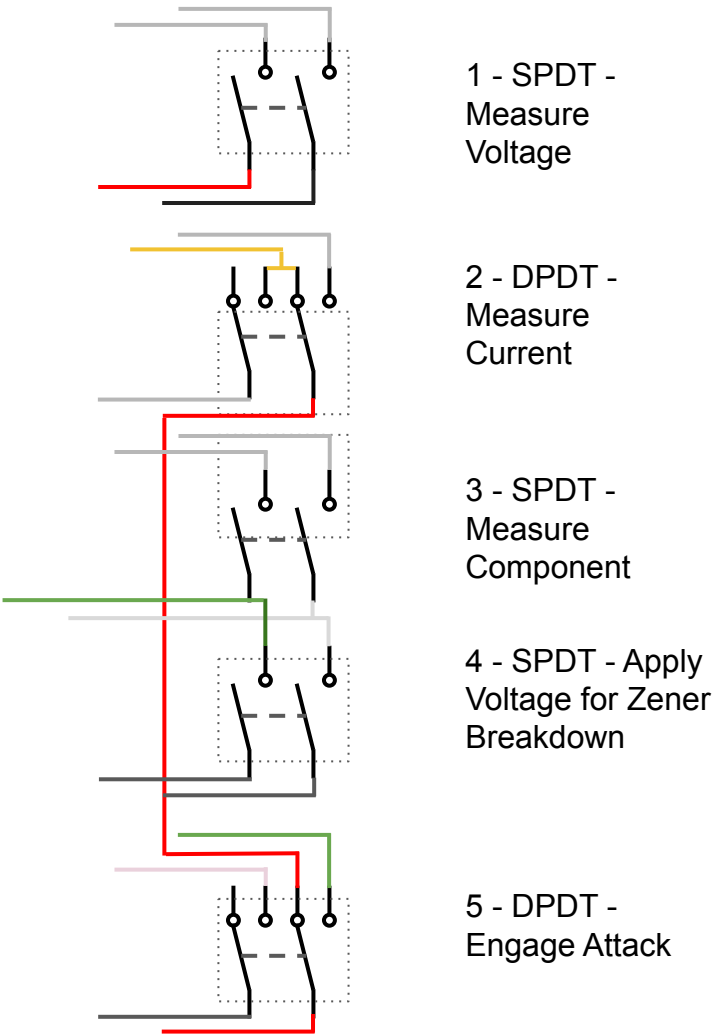 1 - SPDT -
Measure
Voltage
2 - DPDT -
Measure
Current
3 - SPDT -
Measure
Component
4 - SPDT - Apply
Voltage for Zener
Breakdown
5 - DPDT -
Engage Attack